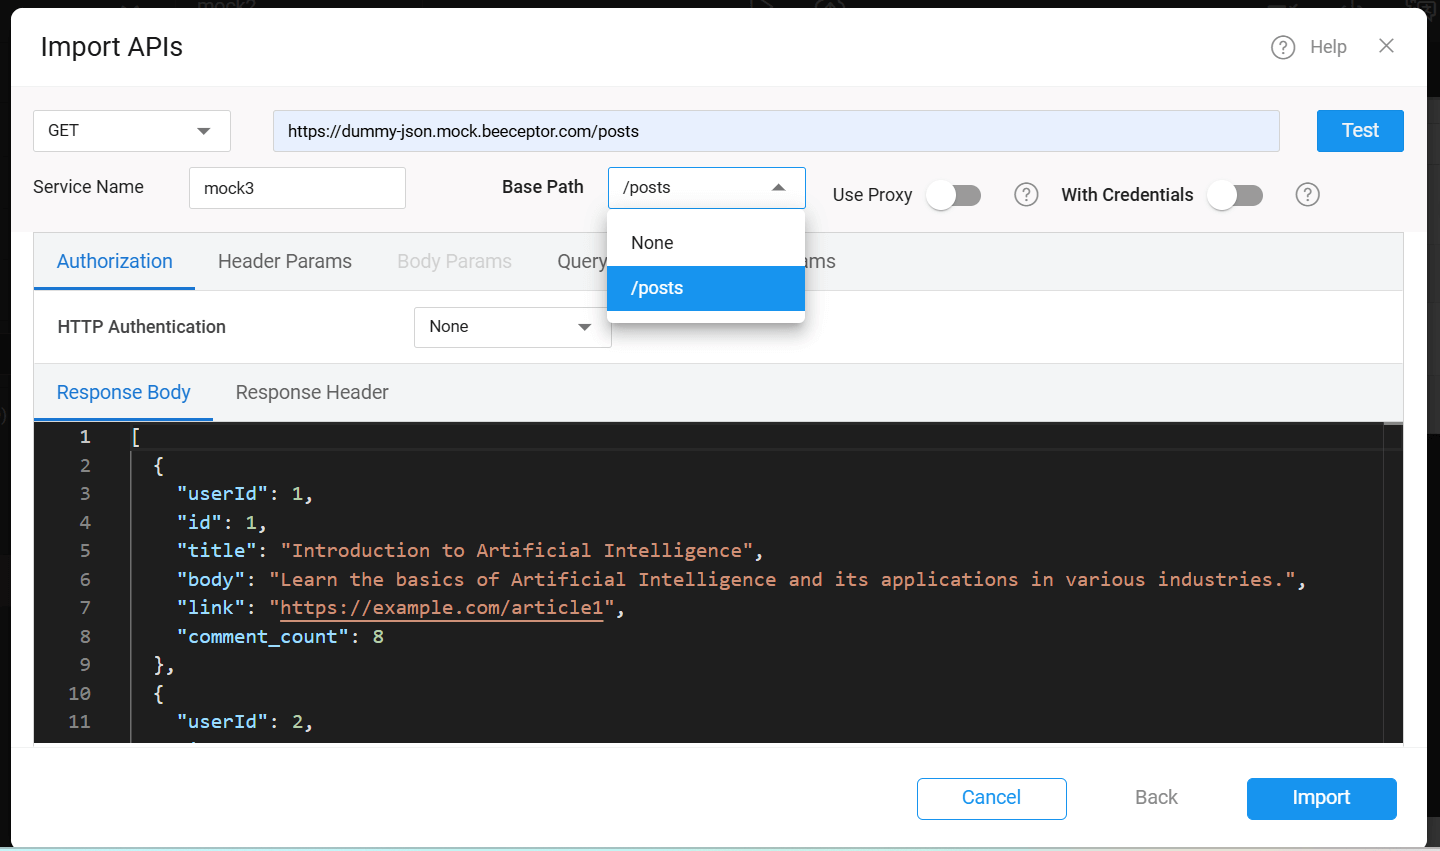 mock2
Import APIs
Help
GET
https://dummy-json.mock.beeceptor.com/posts
Test
Service Name
mock3
Base Path
/posts
Use Proxy
With Credentials
None
/posts
Authorization
Header Params
Body Params
Query
ms
HTTP Authentication
None
Response Body
Response Header
1 [
2 {
3 "userId": 1,
4 "id": 1,
5 "title": "Introduction to Artificial Intelligence",
6 "body": "Learn the basics of Artificial Intelligence and its applications in various industries.",
7 "link": "https://example.com/article1",
8 "comment_count": 8
9 },
10 {
11 "userId": 2,
Cancel
Back
Import